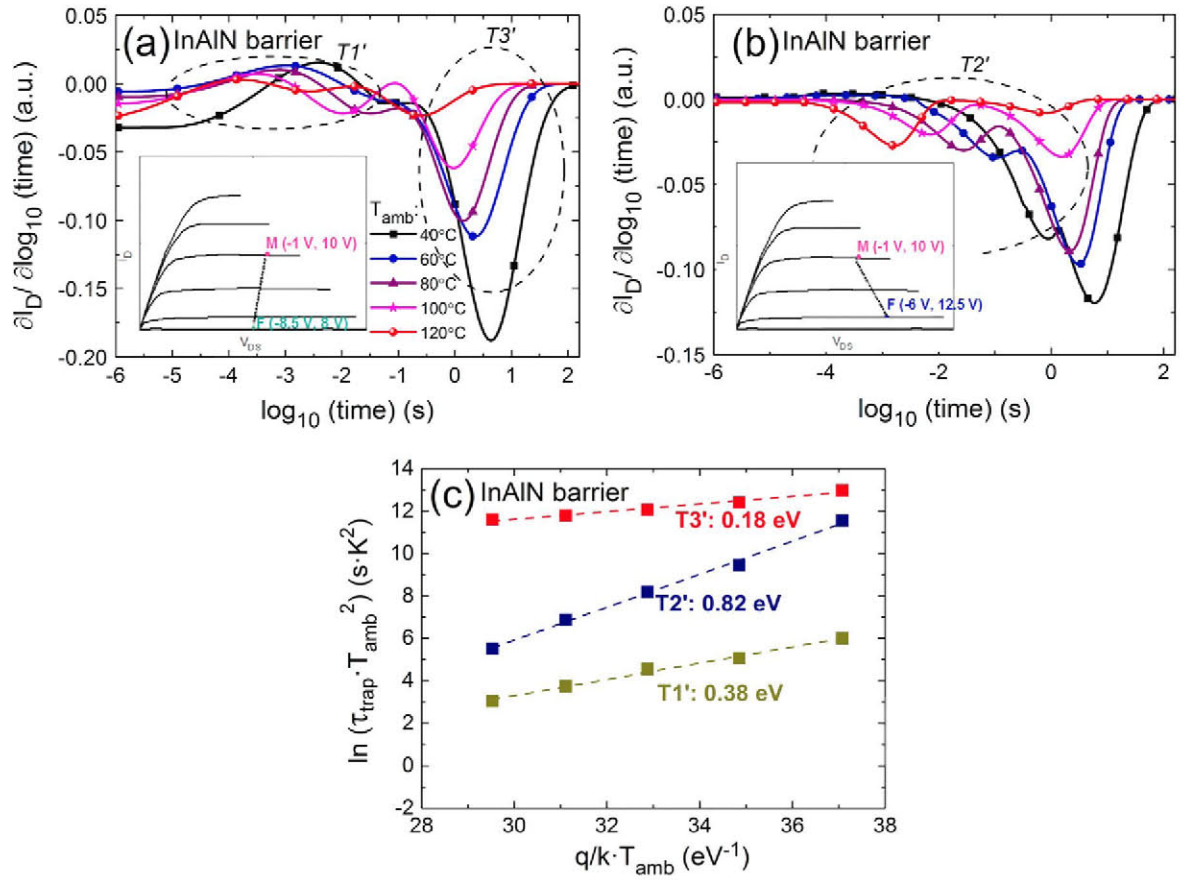 (a) InAlN barrier
T1'
T3'
0.05
0.00
-0.05
-0.10
-0.15
-0.20
∂I_D/ ∂log_10 (time) (a.u.)
T_amb:
40°C
60°C
80°C
100°C
120°C
I_D
M (-1 V, 10 V)
F (-8.5 V, 8 V)
V_DS
-6 -5 -4 -3 -2 -1 0 1 2
log_10 (time) (s)
(b) InAlN barrier
T2'
0.05
0.00
-0.05
-0.10
-0.15
∂I_D/ ∂log_10 (time) (a.u.)
I_D
M (-1 V, 10 V)
F (-6 V, 12.5 V)
V_DS
-6 -4 -2 0 2
log_10 (time) (s)
(c) InAlN barrier
14
12
10
8
6
4
2
0
-2
ln (τ_trap·T_amb^2) (s·K^2)
T3': 0.18 eV
T2': 0.82 eV
T1': 0.38 eV
28 30 32 34 36 38
q/k·T_amb (eV^-1)